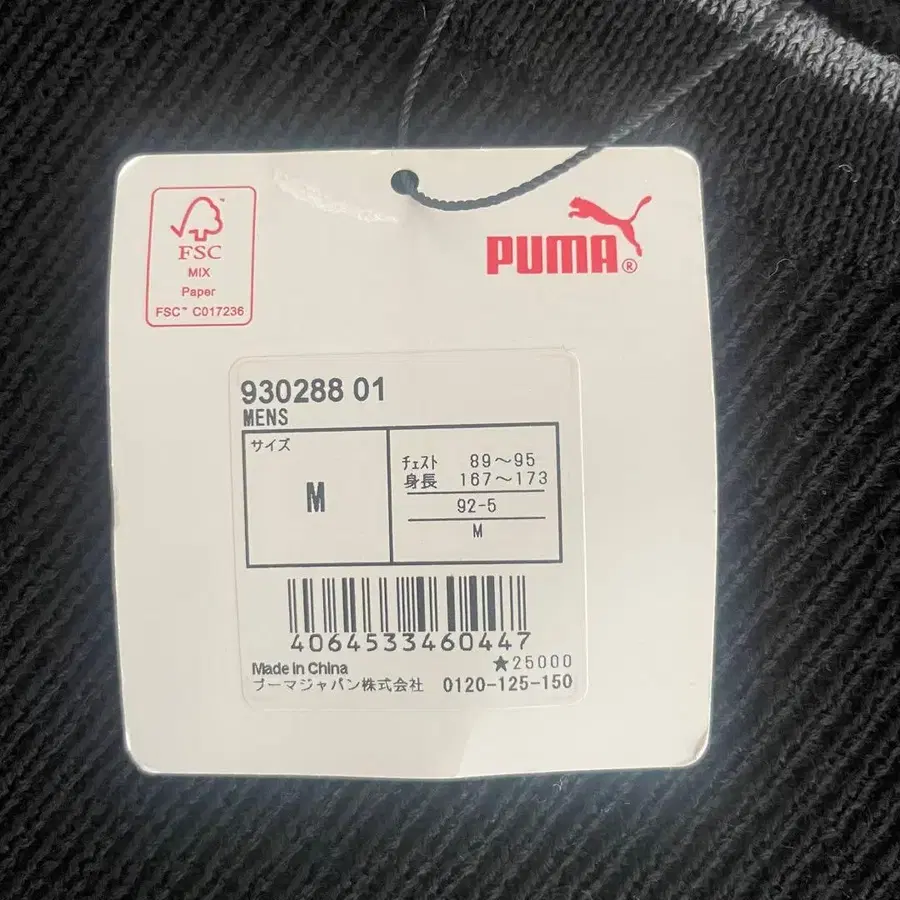 FSC
MIX
Paper
FSC™ C017236
PUMA®
930288 01
MENS
サイズ
M
チェスト 89～95
身長 167～173
92-5
M
4064533460447
★25000
Made in China
プーマジャパン株式会社 0120-125-150